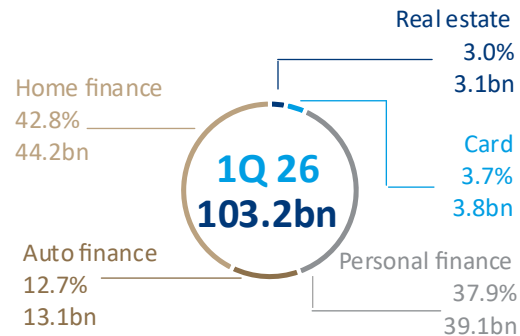 Real estate
3.0%
3.1bn
Home finance
42.8%
44.2bn
1Q 26
103.2bn
Card
3.7%
3.8bn
Auto finance
12.7%
13.1bn
Personal finance
37.9%
39.1bn